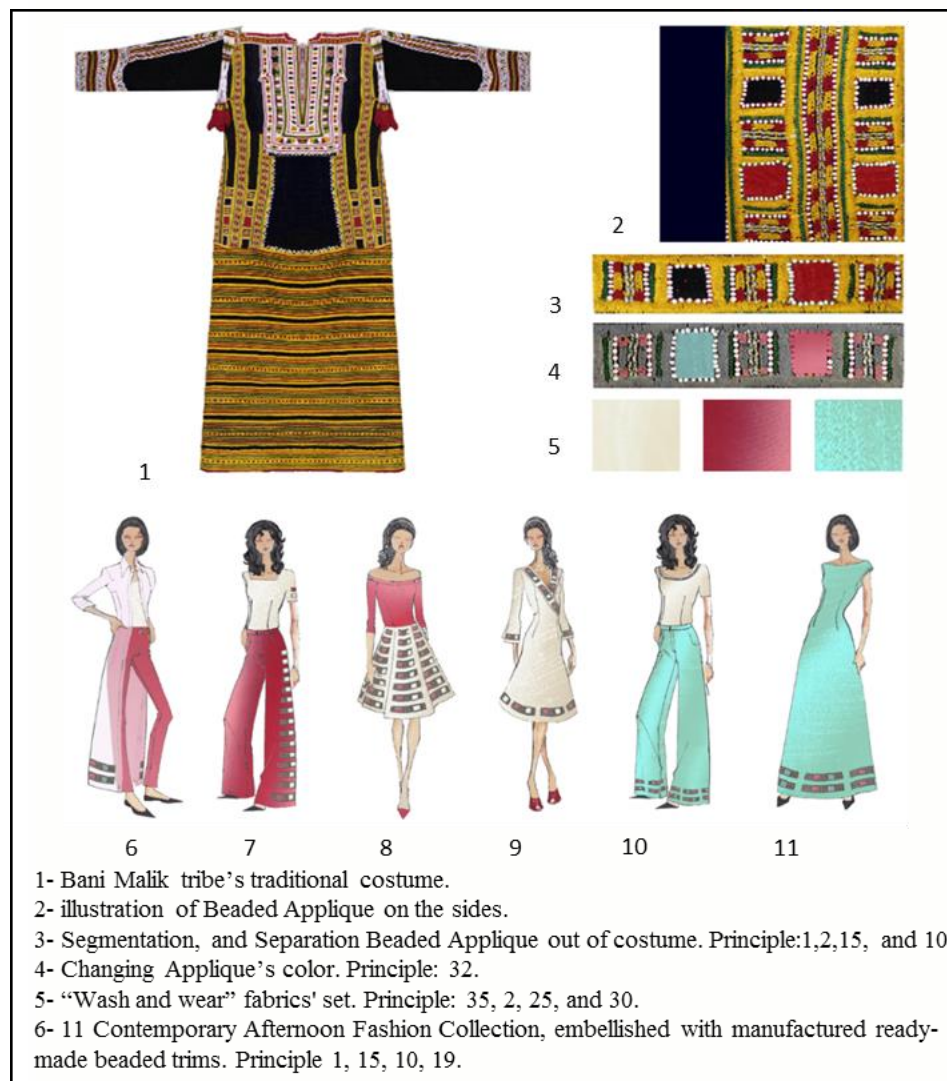 2
3
4
5
1
6 7 8 9 10 11
1- Bani Malik tribe’s traditional costume.
2- illustration of Beaded Applique on the sides.
3- Segmentation, and Separation Beaded Applique out of costume. Principle:1,2,15, and 10
4- Changing Applique’s color. Principle: 32.
5- “Wash and wear” fabrics' set. Principle: 35, 2, 25, and 30.
6- 11 Contemporary Afternoon Fashion Collection, embellished with manufactured ready-
made beaded trims. Principle 1, 15, 10, 19.